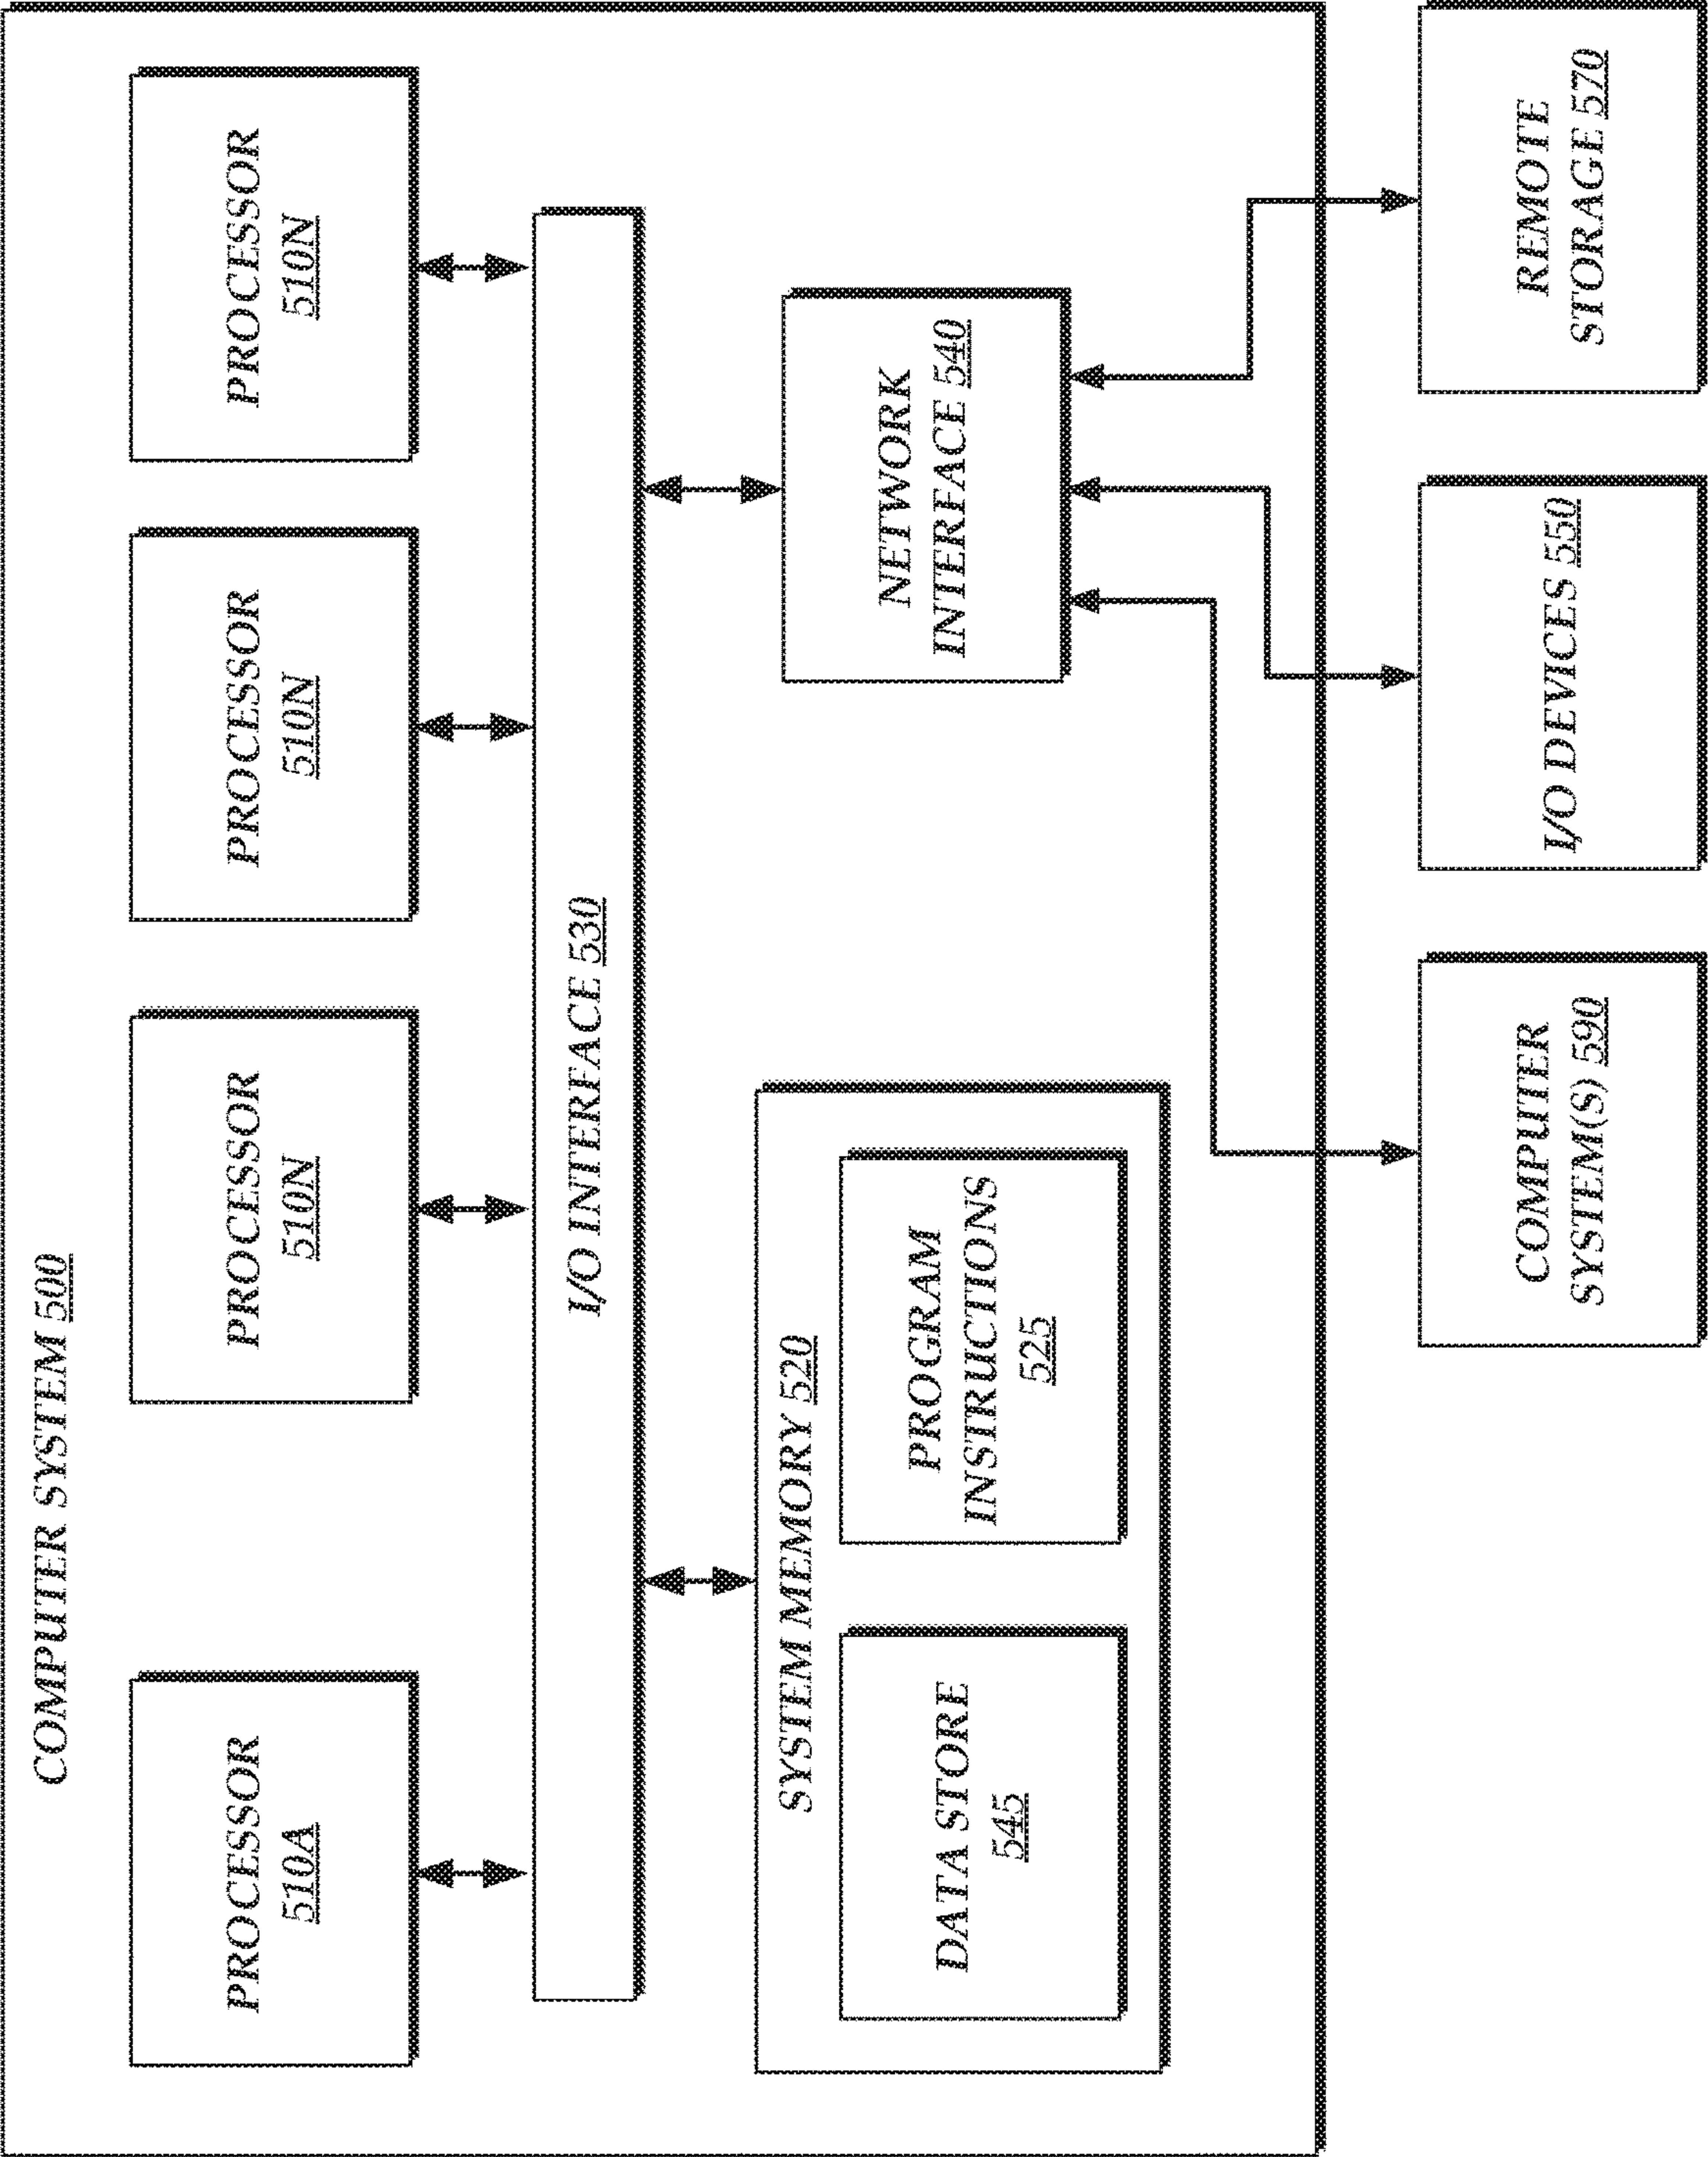 COMPUTER SYSTEM 500
PROCESSOR
510A
PROCESSOR
510N
PROCESSOR
510N
PROCESSOR
510N
I/O INTERFACE 530
SYSTEM MEMORY 520
DATA STORE
545
PROGRAM
INSTRUCTIONS
525
NETWORK
INTERFACE 540
COMPUTER
SYSTEM(S) 590
I/O DEVICES 550
REMOTE
STORAGE 570